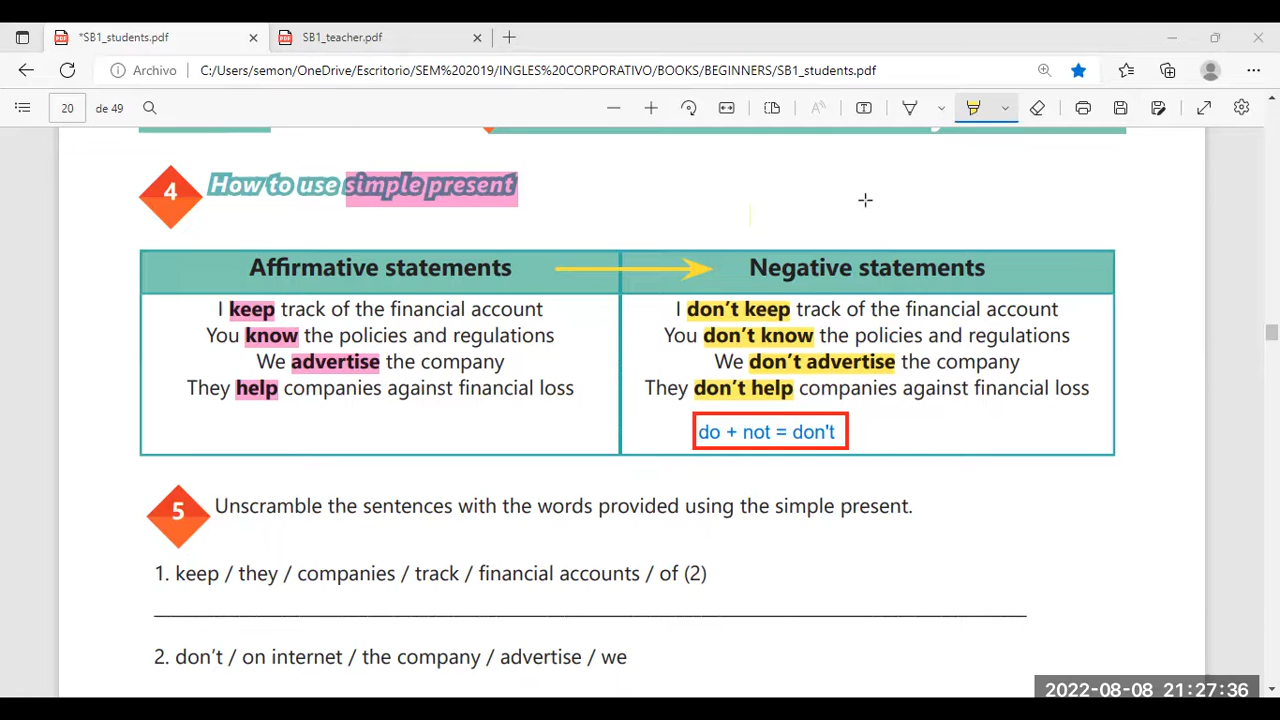 *SB1_students.pdf
SB1_teacher.pdf
Archivo
C:/Users/semon/OneDrive/Escritorio/SEM%202019/INGLES%20CORPORATIVO/BOOKS/BEGINNERS/SB1_students.pdf
20
de 49
4
How to use simple present
Affirmative statements
Negative statements
I keep track of the financial account
I don't keep track of the financial account
You know the policies and regulations
You don't know the policies and regulations
We advertise the company
We don't advertise the company
They help companies against financial loss
They don't help companies against financial loss
do + not = don't
5
Unscramble the sentences with the words provided using the simple present.
1. keep / they / companies / track / financial accounts / of (2)
2. don't / on internet / the company / advertise / we
2022-08-08 21:27:36